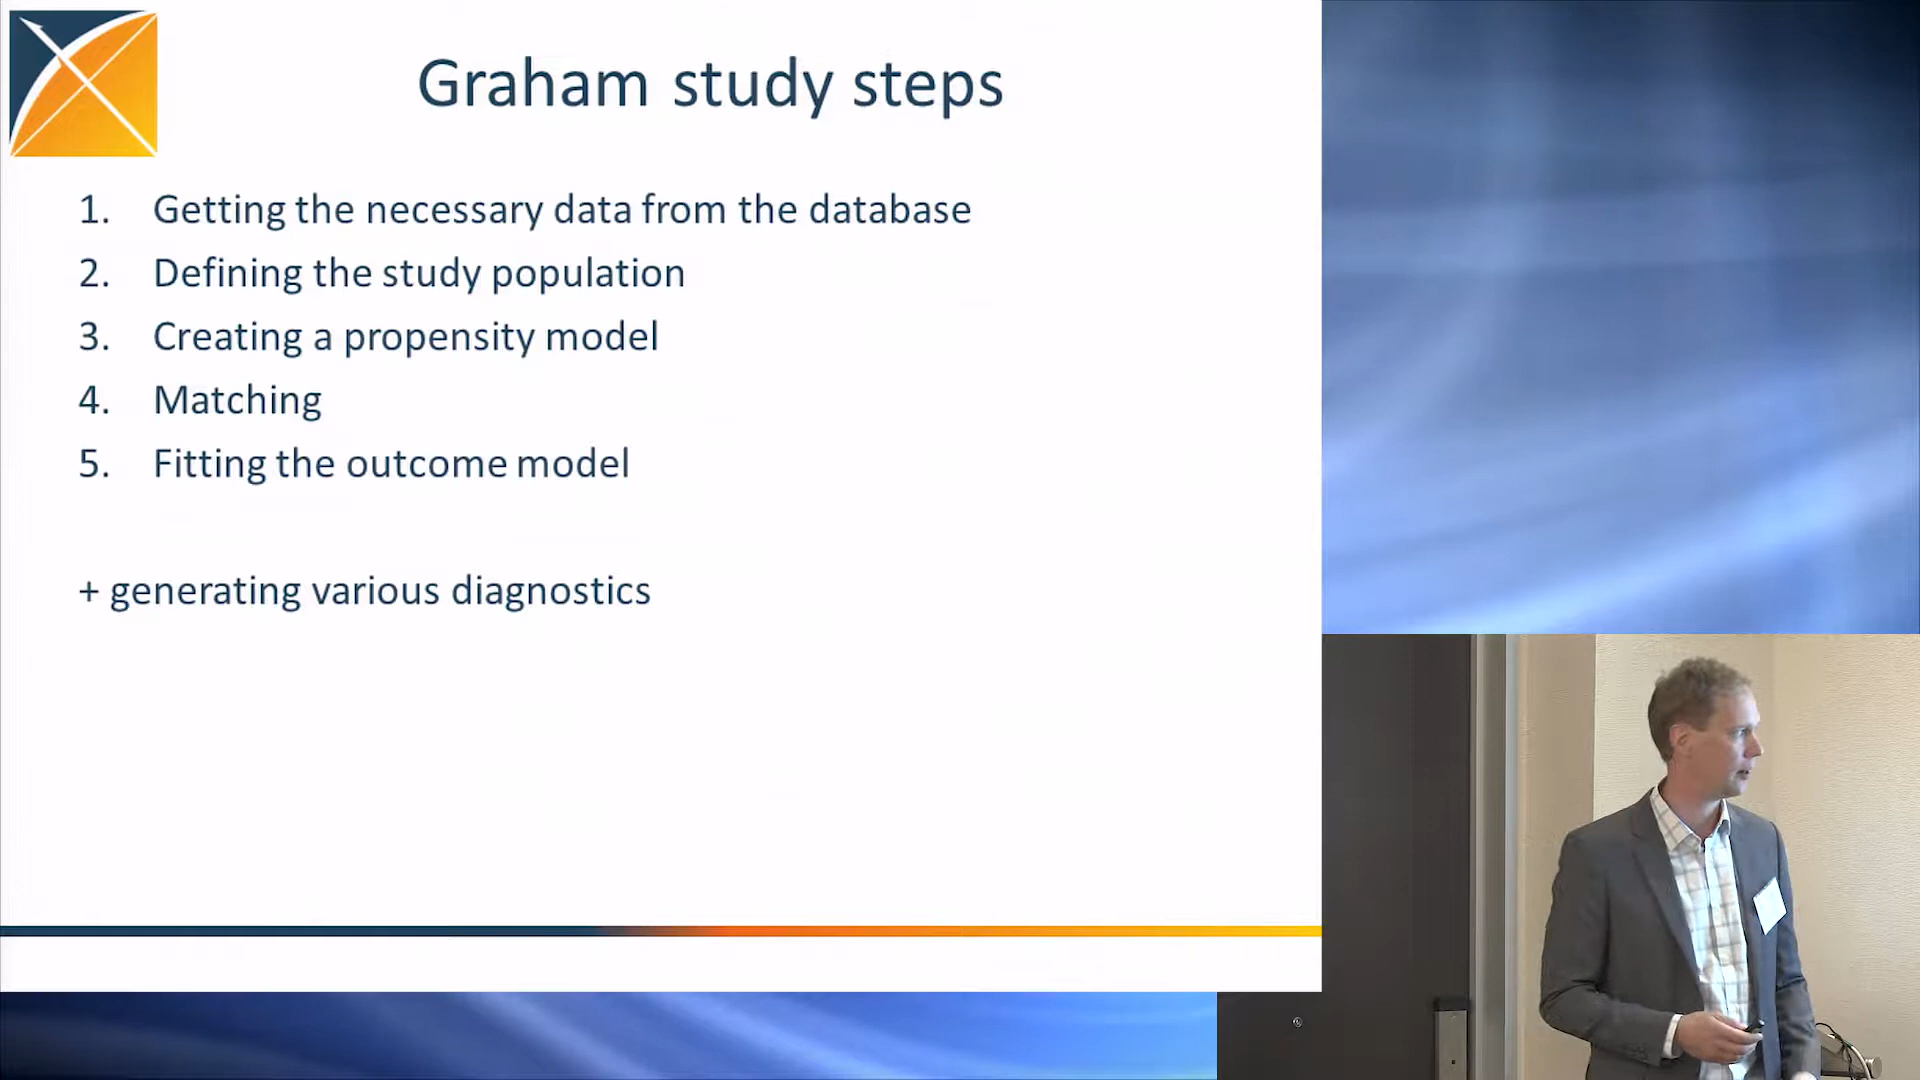 Graham study steps
1. Getting the necessary data from the database
2. Defining the study population
3. Creating a propensity model
4. Matching
5. Fitting the outcome model
+ generating various diagnostics